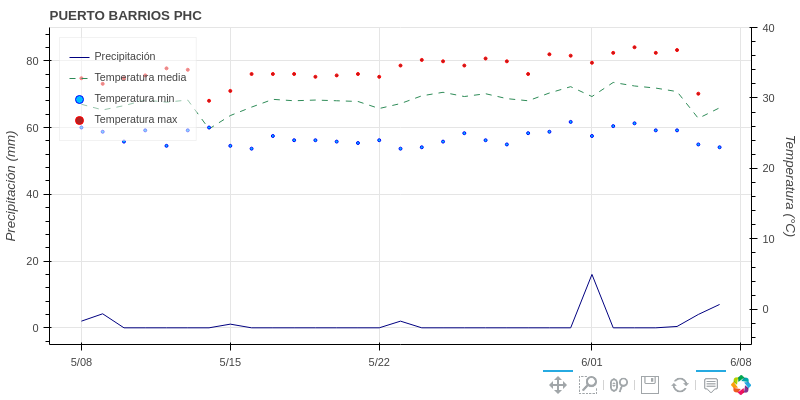 PUERTO BARRIOS PHC
Precipitación
Temperatura media
Temperatura min
Temperatura max
Precipitación (mm)
80
60
40
20
0
Temperatura (°C)
40
30
20
10
0
5/08
5/15
5/22
6/01
6/08